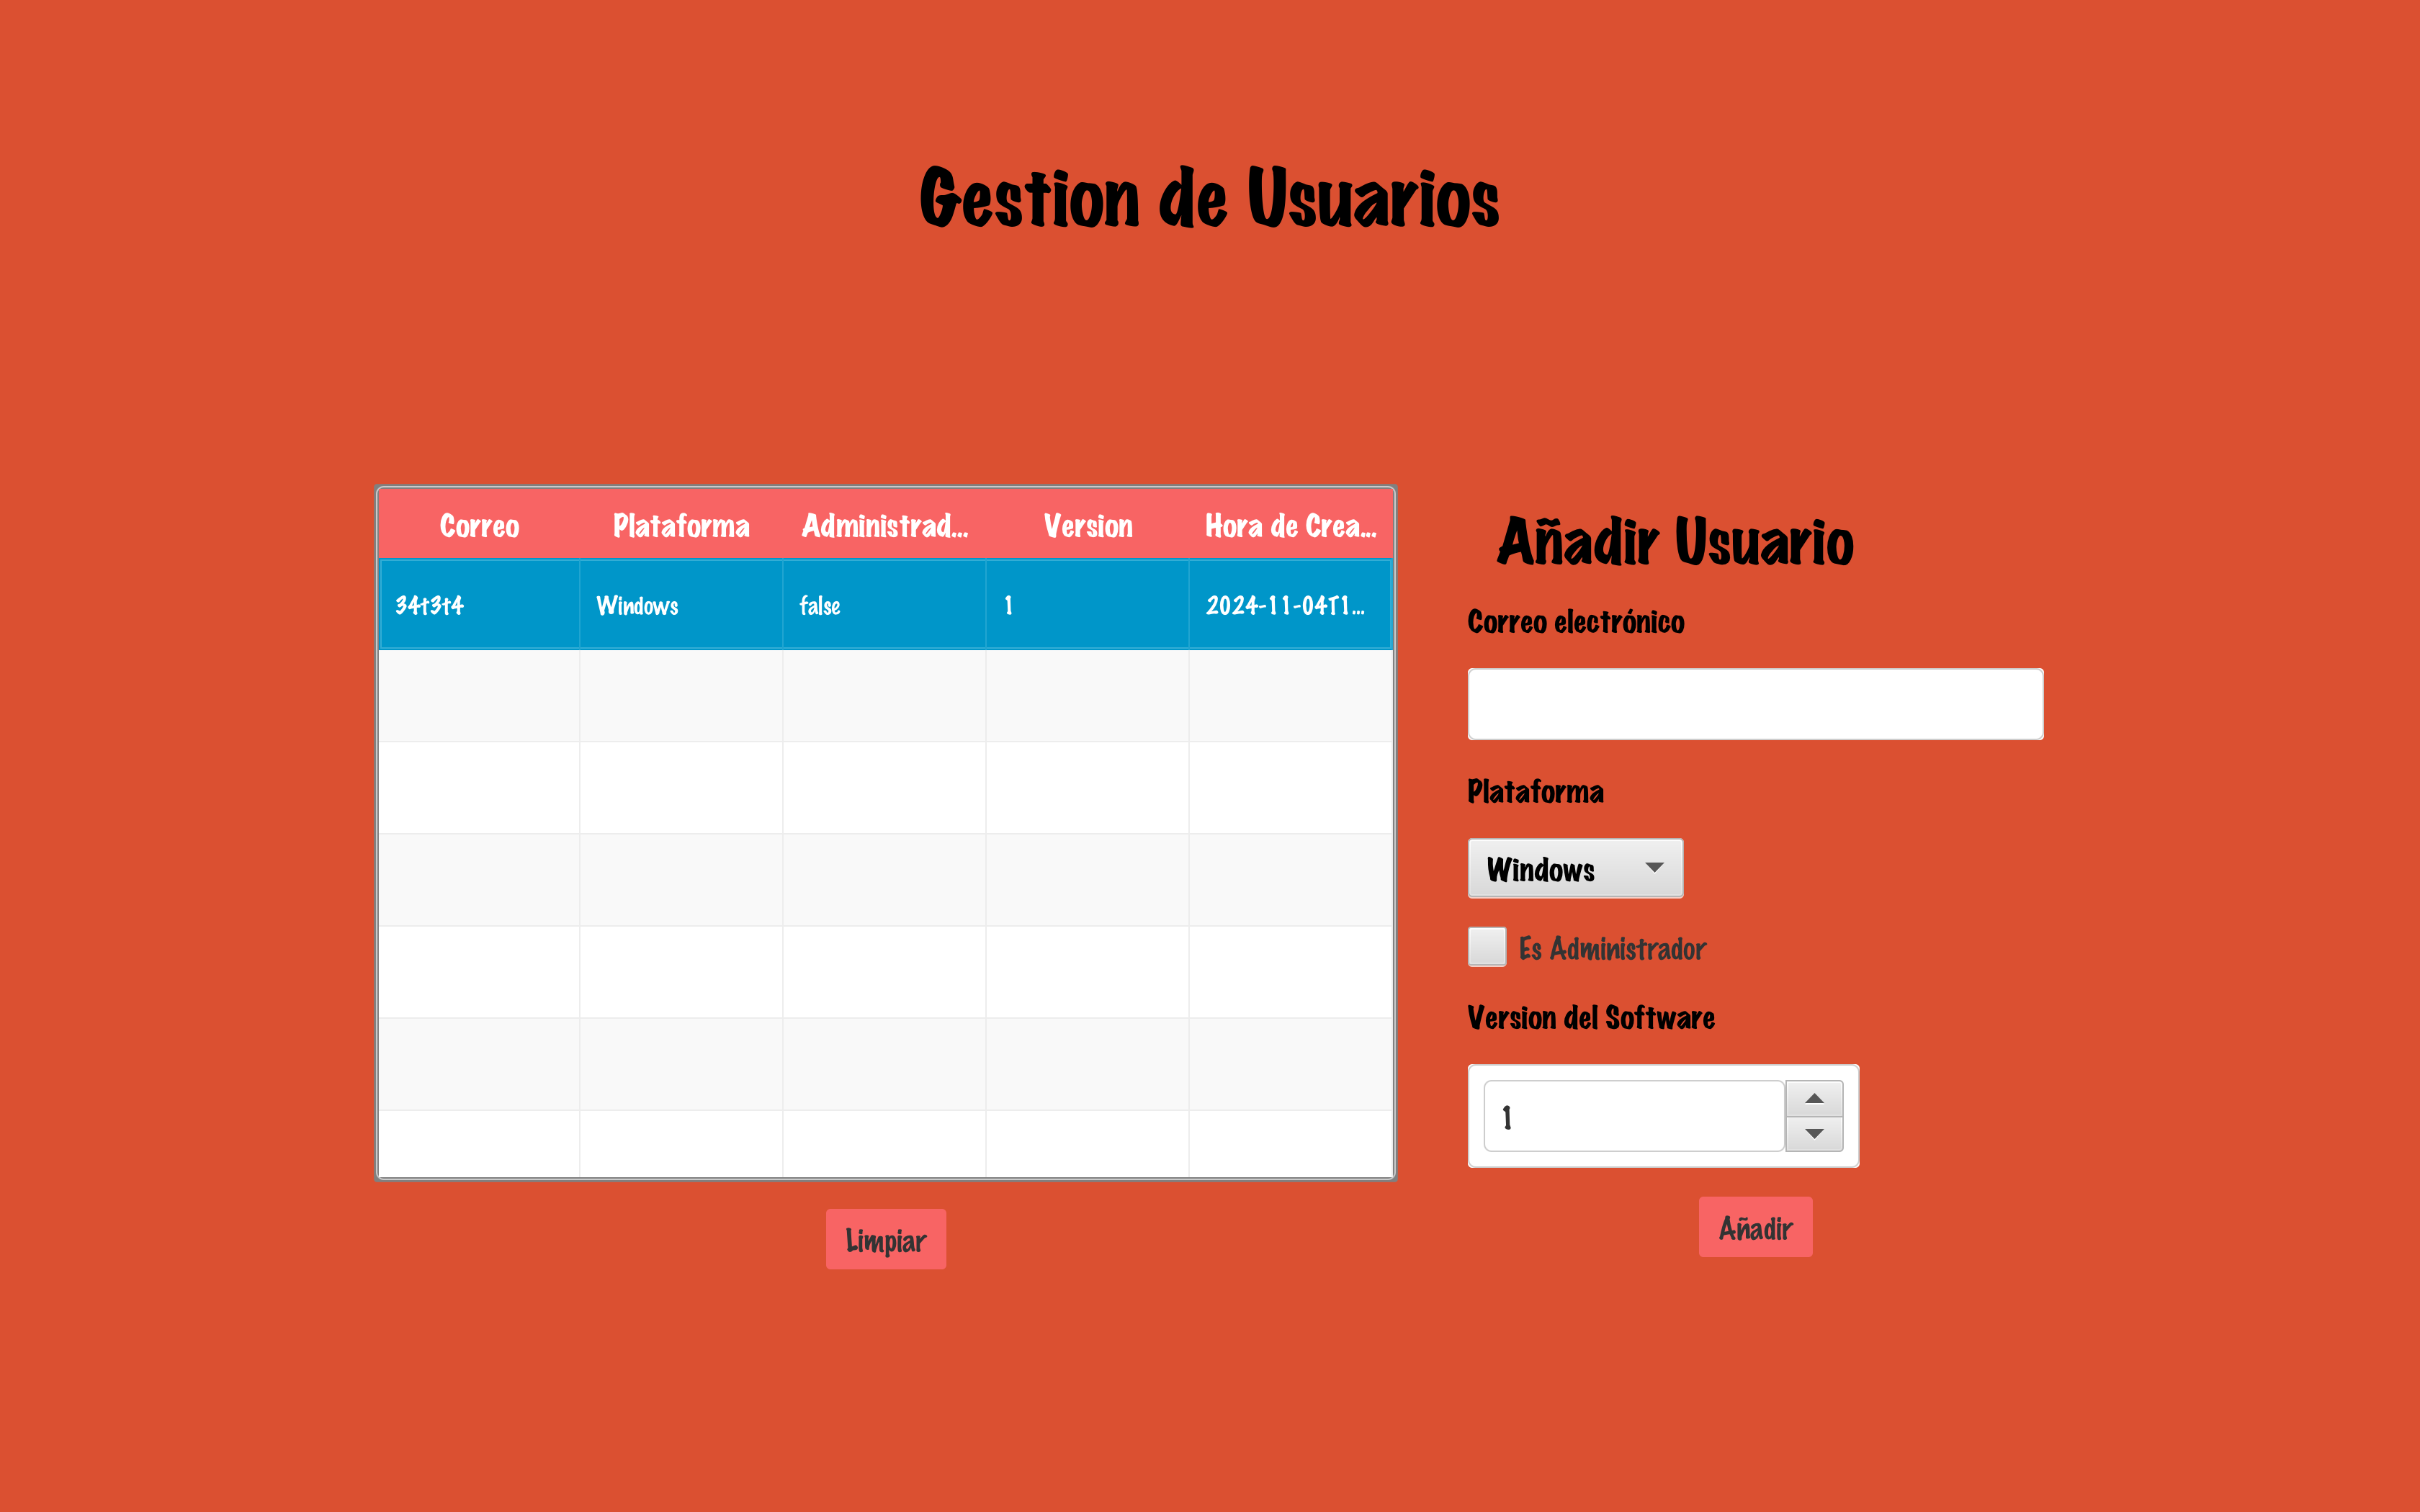 Gestion de Usuarios
Correo Plataforma Administrad... Version Hora de Crea...
34t3t4 Windows false 1 2024-11-04T1...
Limpiar
Añadir Usuario
Correo electrónico
Plataforma
Windows
Es Administrador
Version del Software
1
Añadir